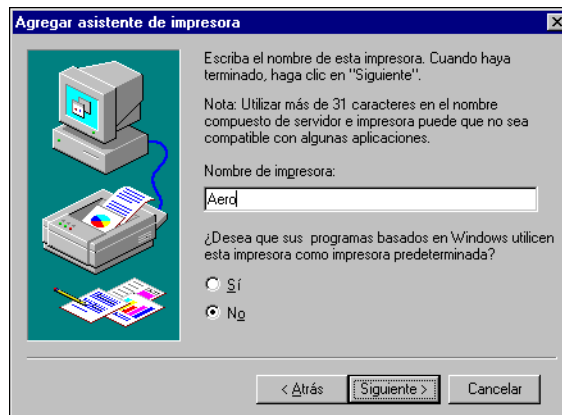 Agregar asistente de impresora
Escriba el nombre de esta impresora. Cuando haya
terminado, haga clic en "Siguiente".
Nota: Utilizar más de 31 caracteres en el nombre
compuesto de servidor e impresora puede que no sea
compatible con algunas aplicaciones.
Nombre de impresora:
Aero
¿Desea que sus programas basados en Windows utilicen
esta impresora como impresora predeterminada?
Sí
No
< Atrás
Siguiente >
Cancelar